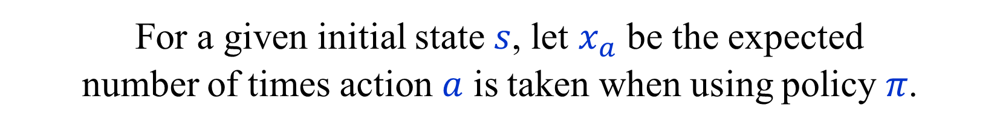 For a given initial state s, let xₐ be the expected
number of times action a is taken when using policy π.